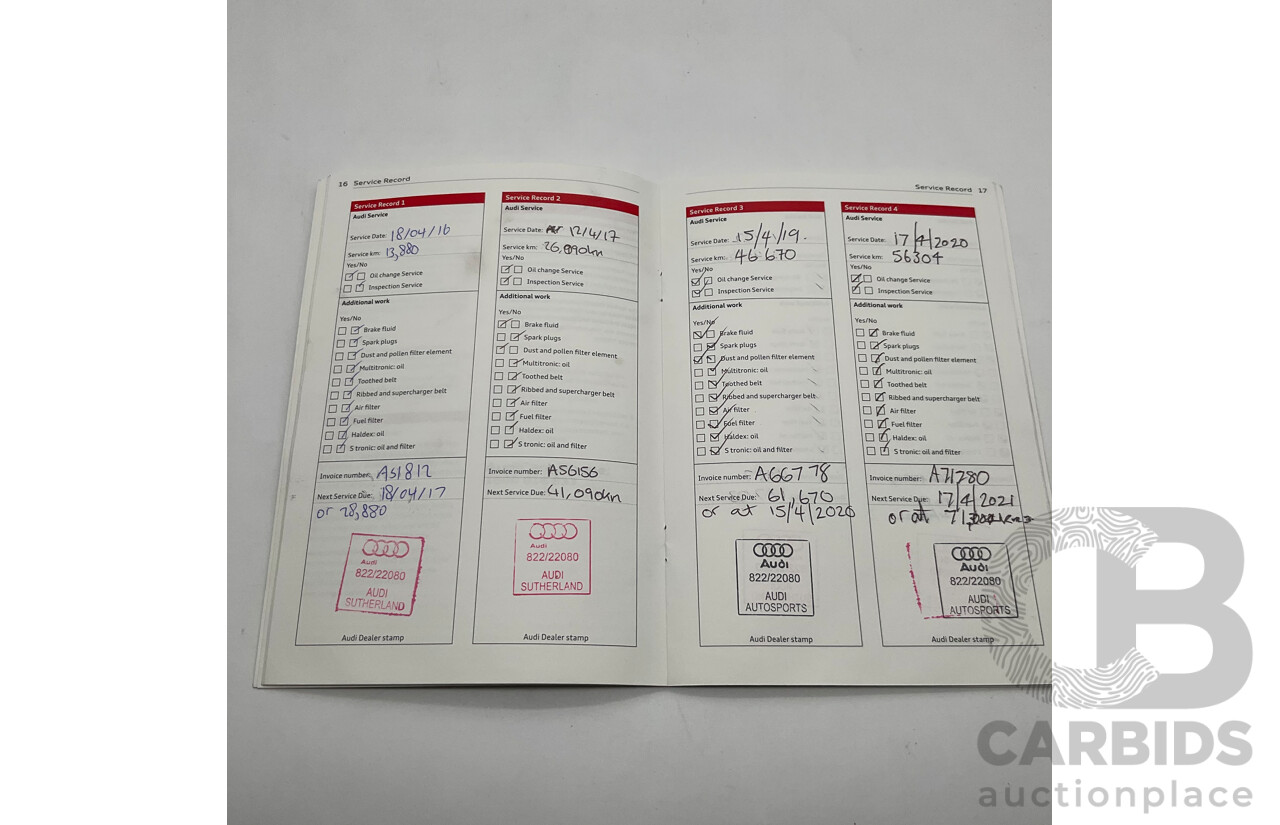 16 Service Record
Service Record 1
Audi Service
Service Date: 18/04/16
Service km: 13,880
Yes/No
Oil change Service
Inspection Service
Additional work
Yes/No
Brake fluid
Spark plugs
Dust and pollen filter element
Multitronic: oil
Toothed belt
Ribbed and supercharger belt
Air filter
Fuel filter
Haldex: oil
S tronic: oil and filter
Invoice number: A51812
Next Service Due: 18/04/17
or 28,880
Audi
822/22080
AUDI
SUTHERLAND
Audi Dealer stamp
Service Record 2
Audi Service
Service Date: 12/4/17
Service km: 26,890km
Yes/No
Oil change Service
Inspection Service
Additional work
Yes/No
Brake fluid
Spark plugs
Dust and pollen filter element
Multitronic: oil
Toothed belt
Ribbed and supercharger belt
Air filter
Fuel filter
Haldex: oil
S tronic: oil and filter
Invoice number: A56156
Next Service Due: 41,090km
Audi
822/22080
AUDI
SUTHERLAND
Audi Dealer stamp
Service Record 17
Service Record 3
Audi Service
Service Date: 15/4/19.
Service km: 46 670
Yes/No
Oil change Service
Inspection Service
Additional work
Yes/No
Brake fluid
Spark plugs
Dust and pollen filter element
Multitronic: oil
Toothed belt
Ribbed and supercharger belt
Air filter
Fuel filter
Haldex: oil
S tronic: oil and filter
Invoice number: A66778
Next Service Due: 61,670
or at 15/4/2020
Audi
822/22080
AUDI
AUTOSPORTS
Audi Dealer stamp
Service Record 4
Audi Service
Service Date: 17/4/2020
Service km: 56304
Yes/No
Oil change Service
Inspection Service
Additional work
Yes/No
Brake fluid
Spark plugs
Dust and pollen filter element
Multitronic: oil
Toothed belt
Ribbed and supercharger belt
Air filter
Fuel filter
Haldex: oil
S tronic: oil and filter
Invoice number: A71780
Next Service Due: 17/4/2021
or at
Audi
822/22080
AUDI
AUTOSPORTS
Audi Dealer stamp
CB
CARBIDS
auctionplace